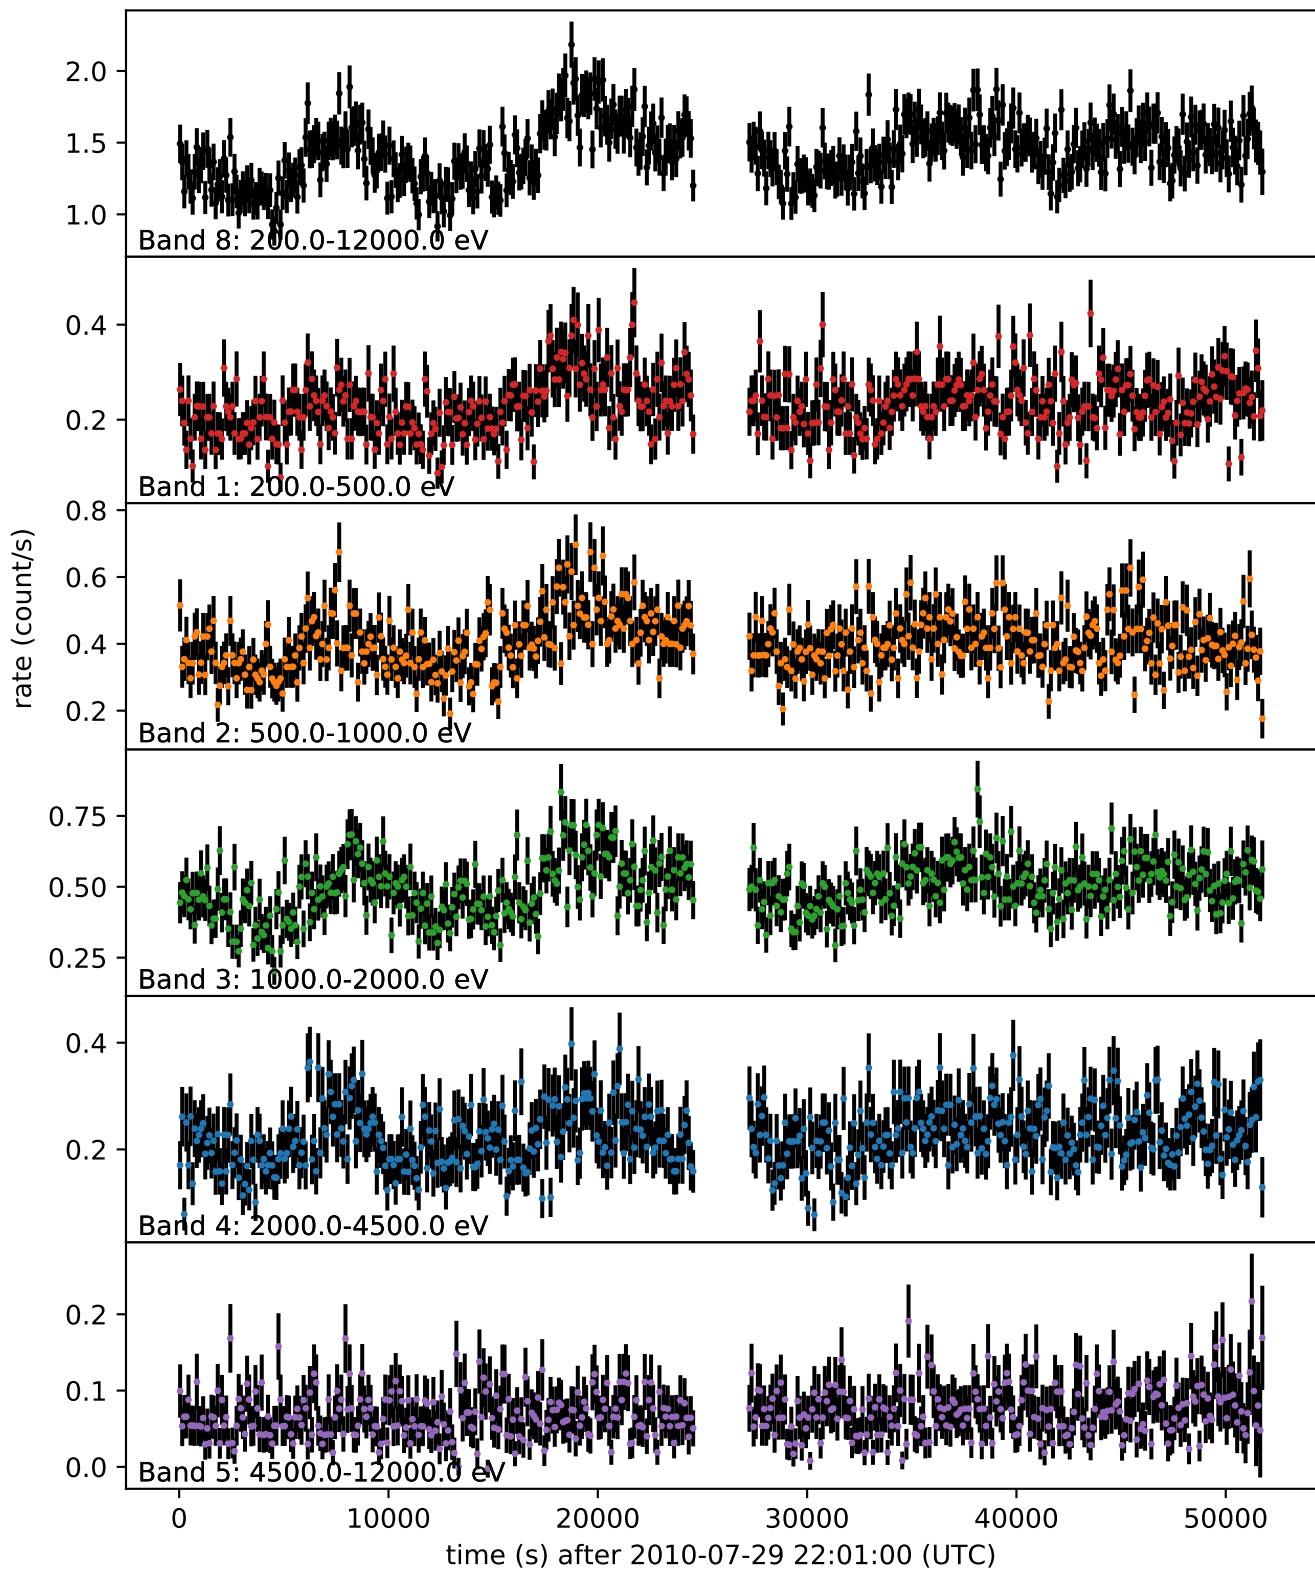 2.0
1.5
1.0
Band 8: 200.0-12000.0 eV
0.4
0.2
Band 1: 200.0-500.0 eV
rate (count/s)
0.8
0.6
0.4
0.2
Band 2: 500.0-1000.0 eV
0.75
0.50
0.25
Band 3: 1000.0-2000.0 eV
0.4
0.2
Band 4: 2000.0-4500.0 eV
0.2
0.1
0.0
Band 5: 4500.0-12000.0 eV
0 10000 20000 30000 40000 50000
time (s) after 2010-07-29 22:01:00 (UTC)